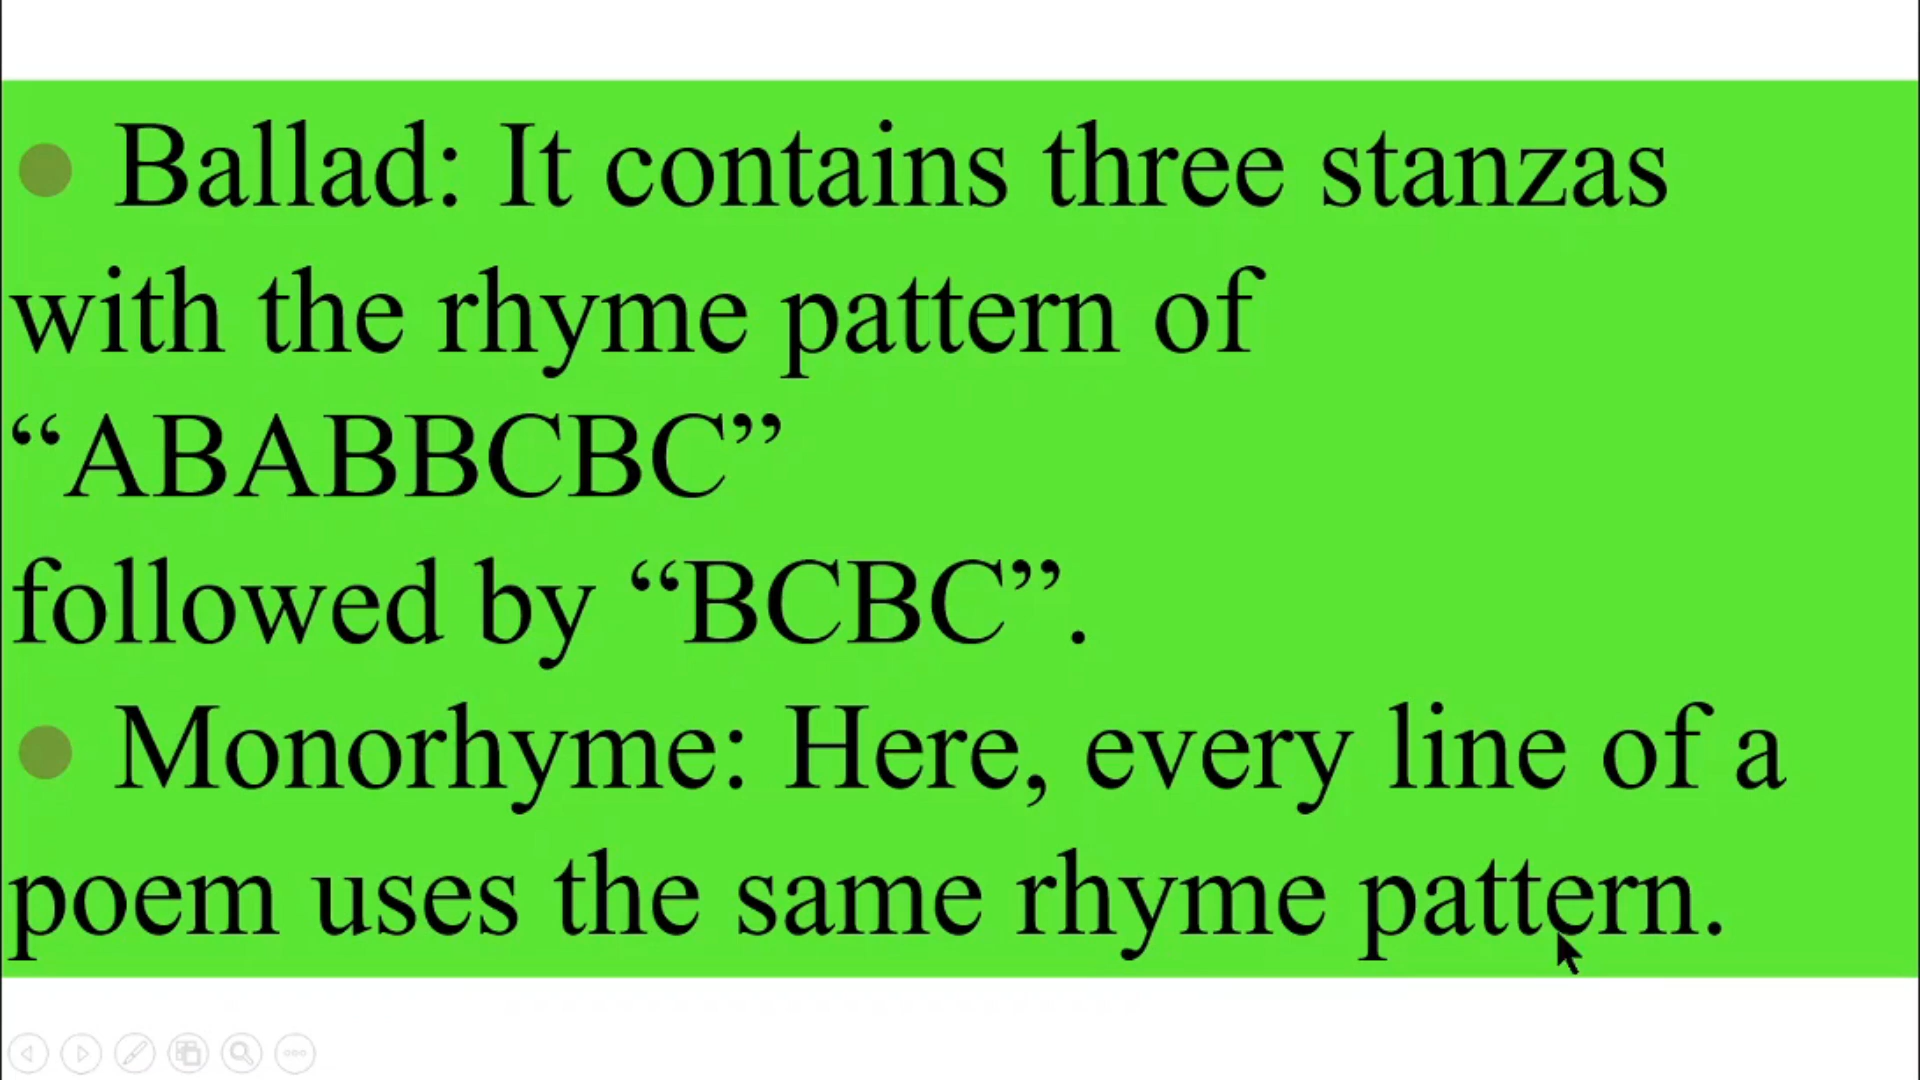 ● Ballad: It contains three stanzas
with the rhyme pattern of
“ABABBCBC”
followed by “BCBC”.
● Monorhyme: Here, every line of a
poem uses the same rhyme pattern.